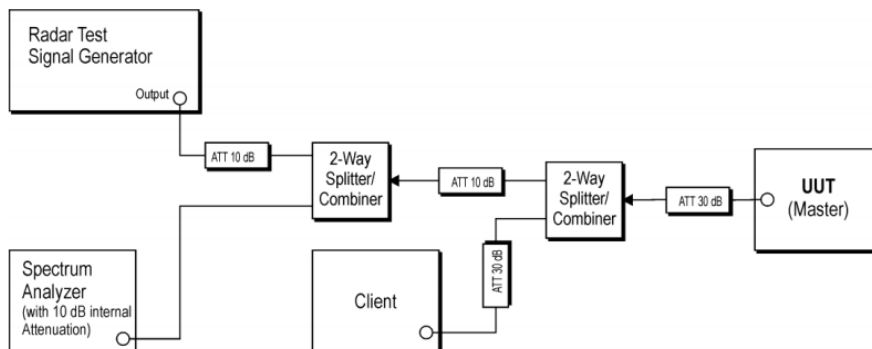 Radar Test
Signal Generator
Output
ATT 10 dB
2-Way
Splitter/
Combiner
ATT 10 dB
2-Way
Splitter/
Combiner
ATT 30 dB
UUT
(Master)
Spectrum
Analyzer
(with 10 dB internal
Attenuation)
Client
ATT 30 dB